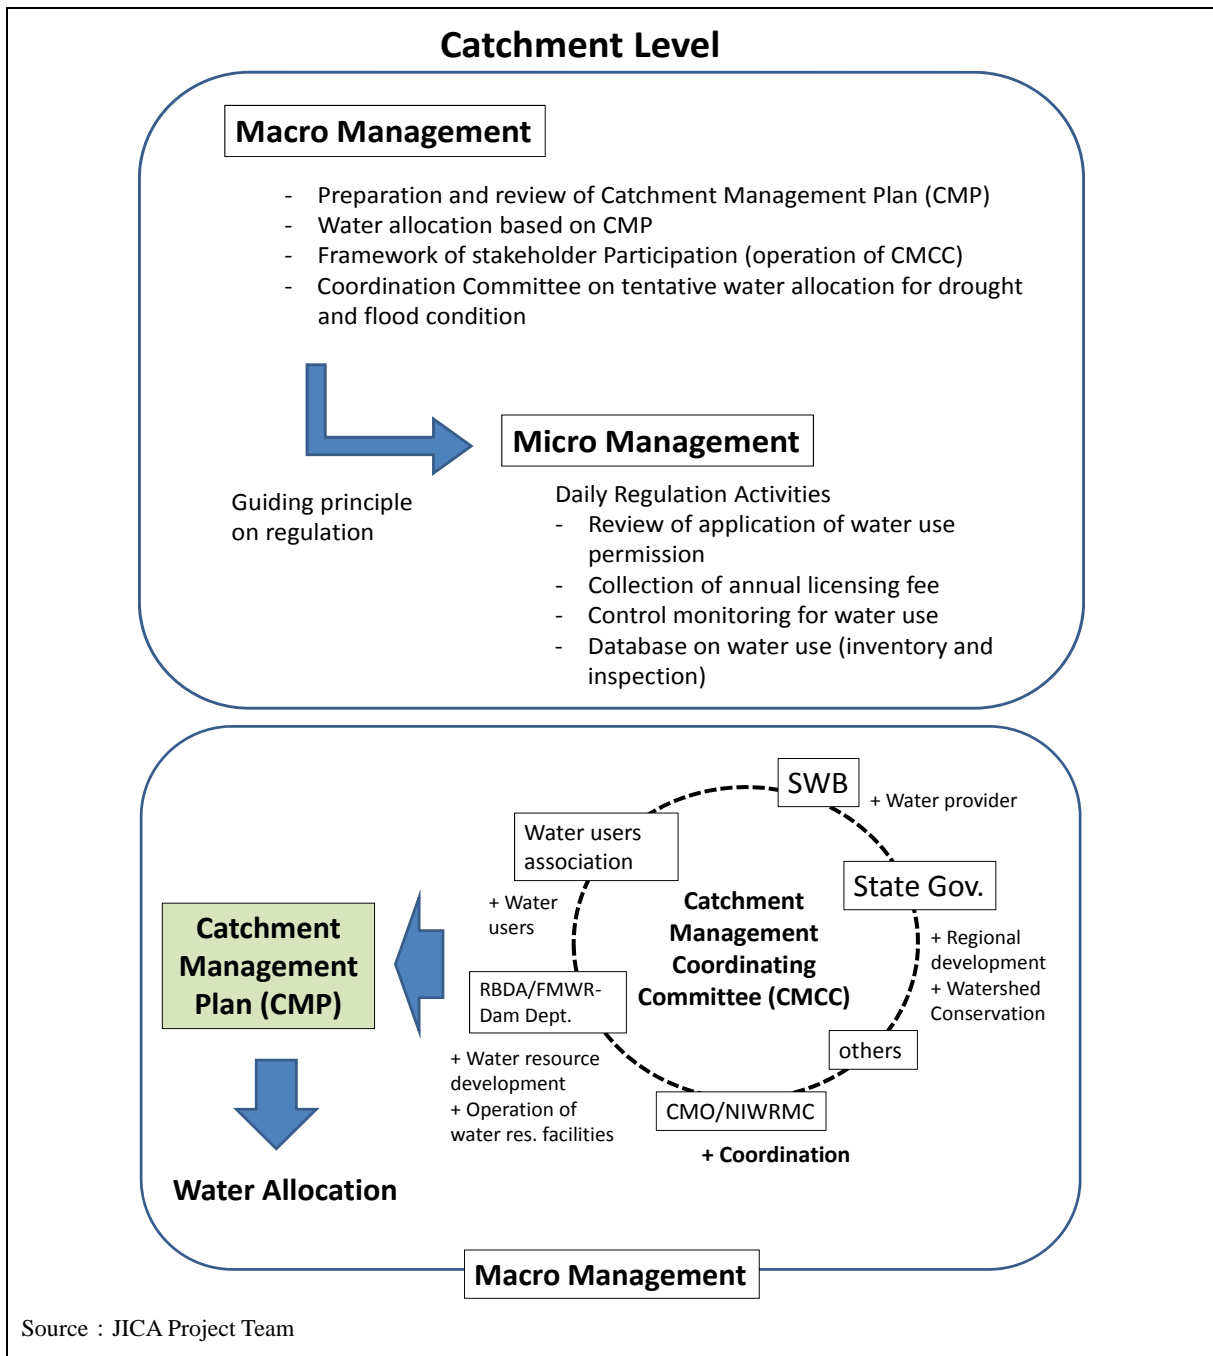 Catchment Level
Macro Management
- Preparation and review of Catchment Management Plan (CMP)
- Water allocation based on CMP
- Framework of stakeholder Participation (operation of CMCC)
- Coordination Committee on tentative water allocation for drought
and flood condition
Guiding principle
on regulation
Micro Management
Daily Regulation Activities
- Review of application of water use
permission
- Collection of annual licensing fee
- Control monitoring for water use
- Database on water use (inventory and
inspection)
SWB
+ Water provider
Water users
association
+ Water
users
State Gov.
+ Regional
development
+ Watershed
Conservation
Catchment
Management
Coordinating
Committee (CMCC)
Catchment
Management
Plan (CMP)
RBDA/FMWR-
Dam Dept.
+ Water resource
development
+ Operation of
water res. facilities
others
CMO/NIWRMC
+ Coordination
Water Allocation
Macro Management
Source : JICA Project Team